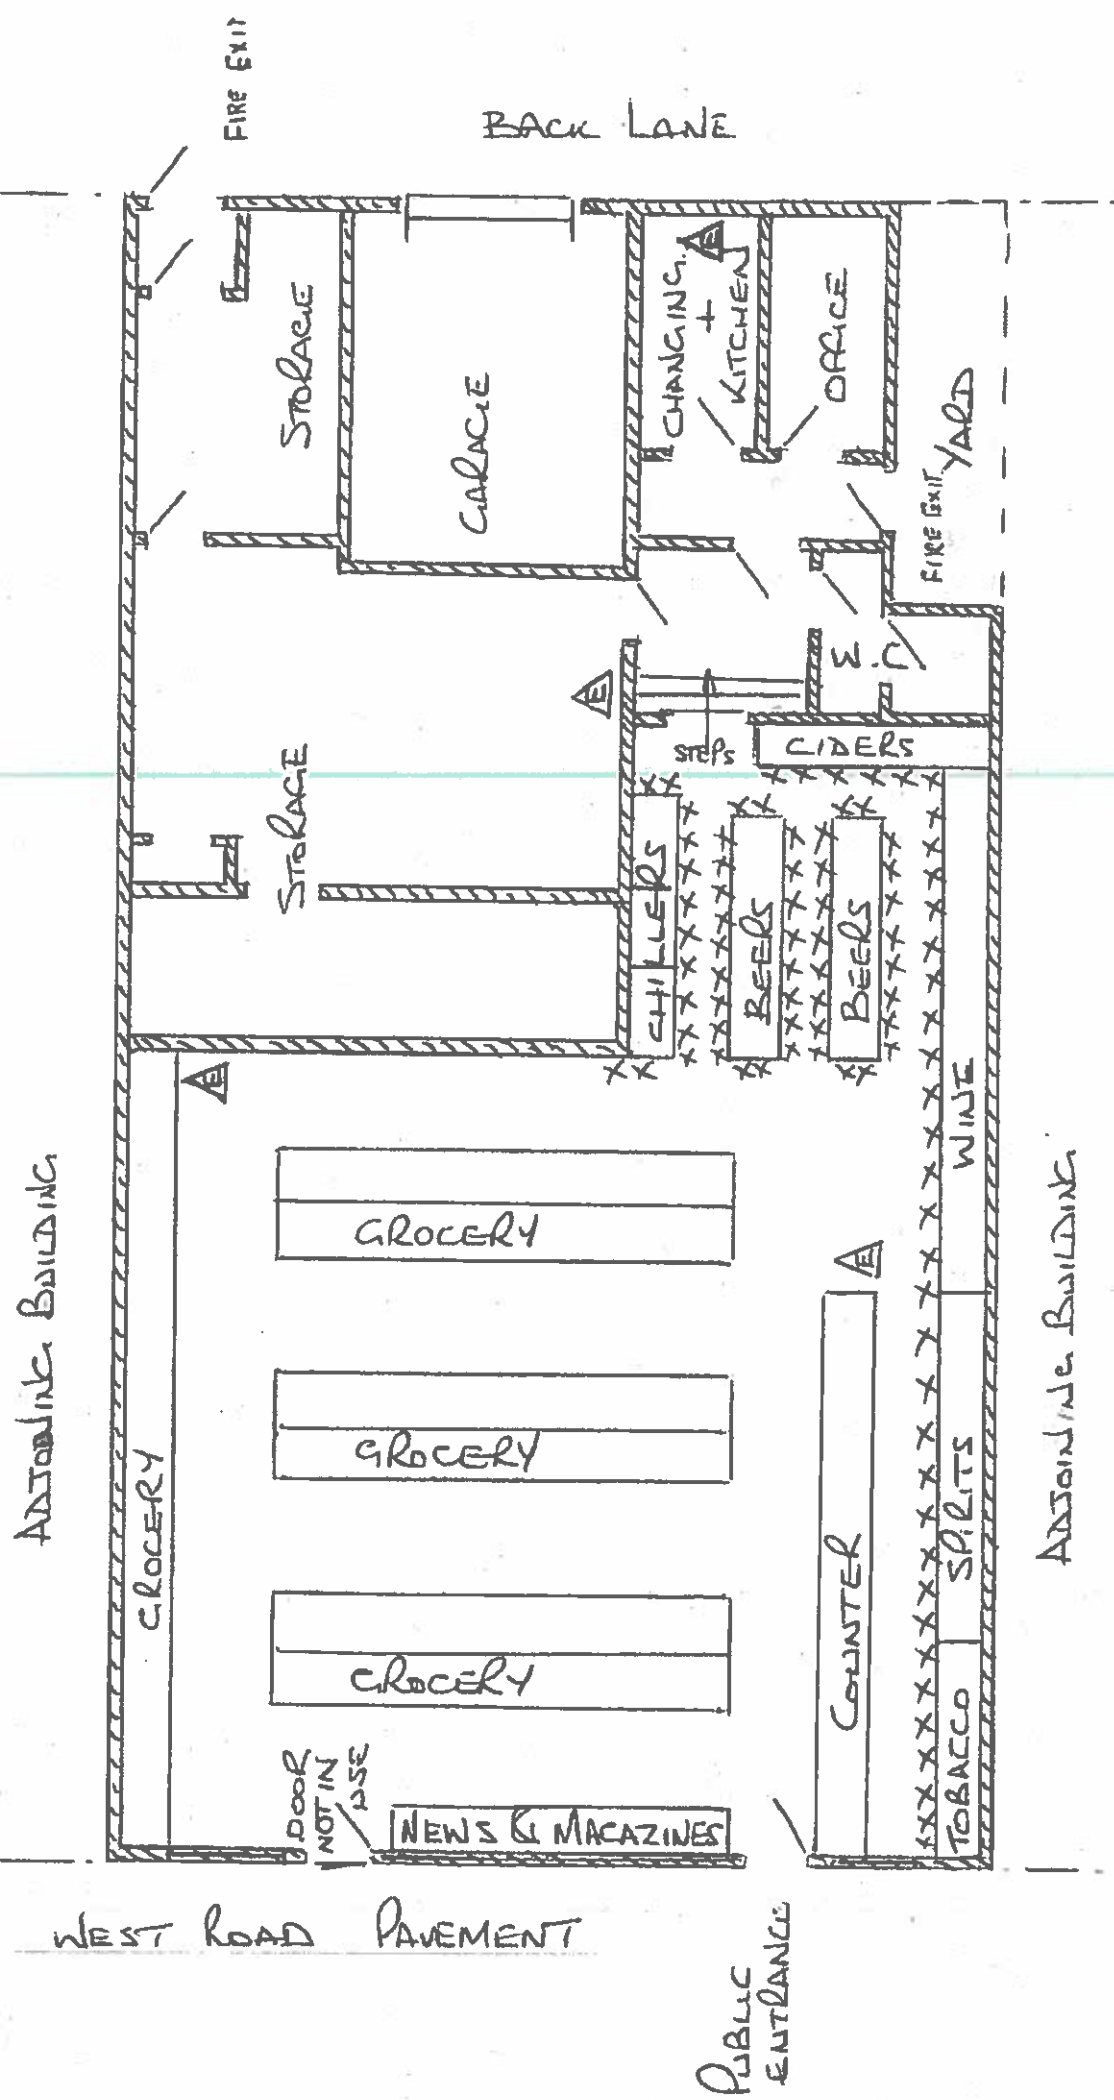 FIRE EXIT
BACK LANE
STORAGE
GARAGE
CHANGING
+
KITCHEN
E
OFFICE
FIRE EXIT
YARD
W.C
E
STEPS
CIDERS
STORAGE
CHILLERS
BEERS
BEERS
WINE
E
ADJOINING BUILDING
GROCERY
GROCERY
GROCERY
GROCERY
E
COUNTER
SPIRITS
TOBACCO
ADJOINING BUILDING
DOOR
NOT IN
USE
NEWS & MAGAZINES
WEST ROAD PAVEMENT
PUBLIC
ENTRANCE